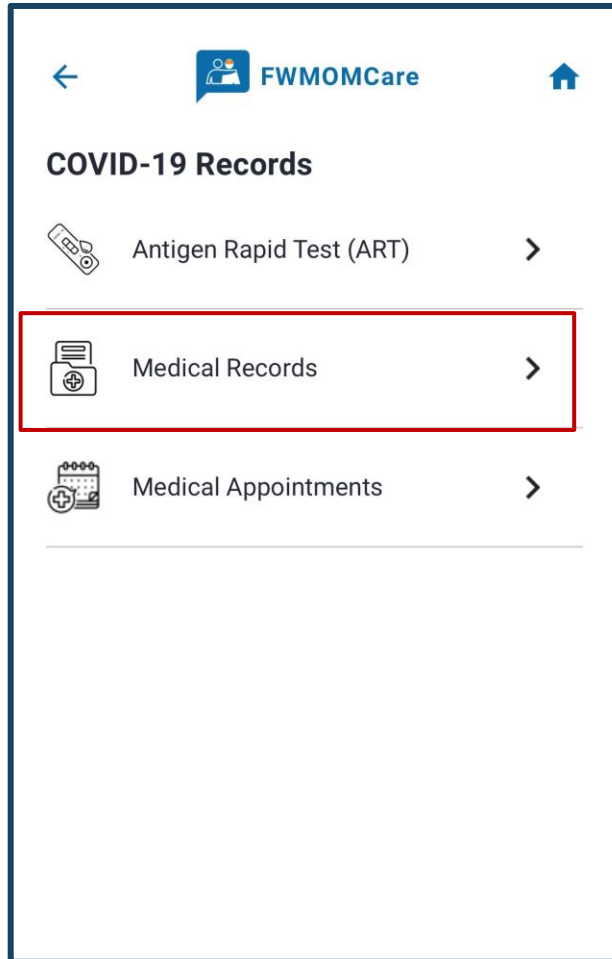 FWMOMCare
COVID-19 Records
Antigen Rapid Test (ART)
Medical Records
Medical Appointments